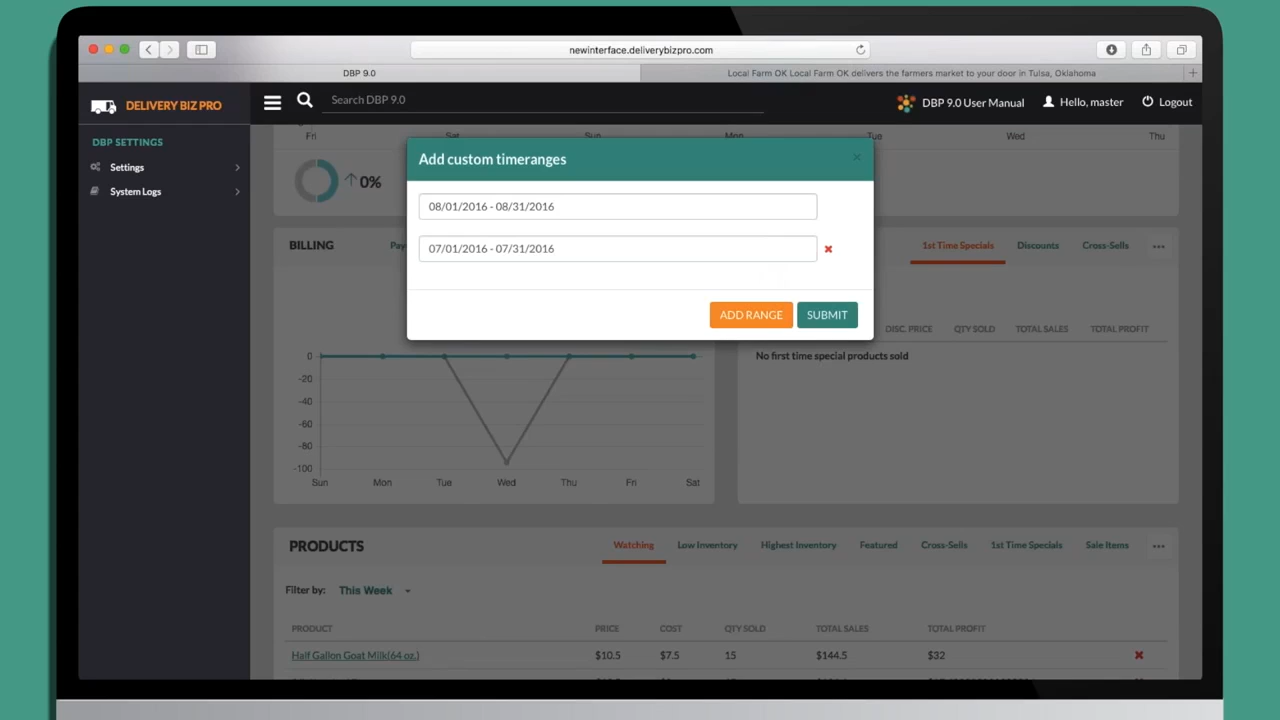 newinterface.deliverybizpro.com
DBP 9.0
Local Farm OK Local Farm OK delivers the farmers market to your door in Tulsa, Oklahoma
DELIVERY BIZ PRO
Search DBP 9.0
DBP 9.0 User Manual
Hello, master
Logout
DBP SETTINGS
Settings
System Logs
Fri Sat Sun Mon Tue Wed Thu
0%
Add custom timeranges
08/01/2016 - 08/31/2016
07/01/2016 - 07/31/2016
ADD RANGE SUBMIT
BILLING
1st Time Specials Discounts Cross-Sells
DISC. PRICE QTY SOLD TOTAL SALES TOTAL PROFIT
No first time special products sold
0
-20
-40
-60
-80
-100
Sun Mon Tue Wed Thu Fri Sat
PRODUCTS
Watching Low Inventory Highest Inventory Featured Cross-Sells 1st Time Specials Sale Items
Filter by: This Week
PRODUCT PRICE COST QTY SOLD TOTAL SALES TOTAL PROFIT
Half Gallon Goat Milk(64 oz.) $10.5 $7.5 15 $144.5 $32